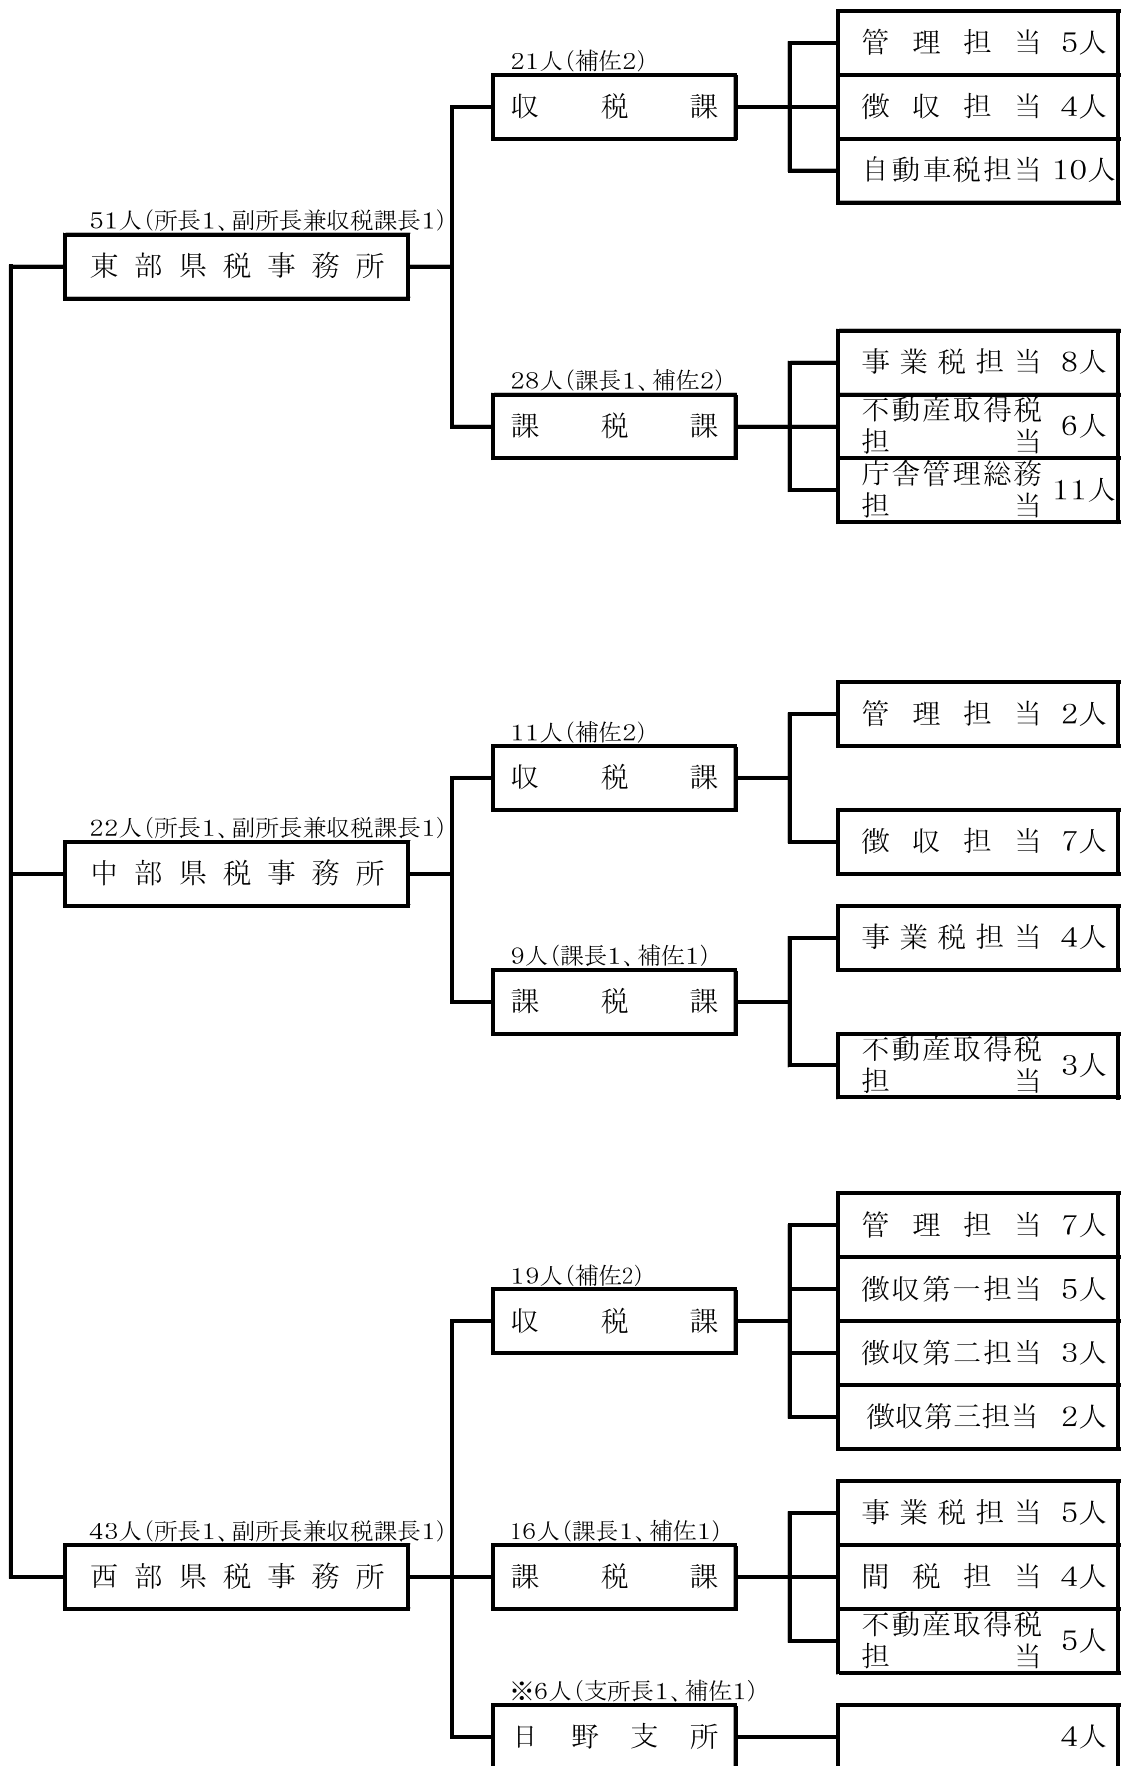 21人(補佐2)
収税課
管理担当 5人
徴収担当 4人
自動車税担当 10人
51人(所長1、副所長兼収税課長1)
東部県税事務所
28人(課長1、補佐2)
課税課
事業税担当 8人
不動産取得税
担当 6人
庁舎管理総務
担当 11人
11人(補佐2)
収税課
管理担当 2人
徴収担当 7人
22人(所長1、副所長兼収税課長1)
中部県税事務所
9人(課長1、補佐1)
課税課
事業税担当 4人
不動産取得税
担当 3人
19人(補佐2)
収税課
管理担当 7人
徴収第一担当 5人
徴収第二担当 3人
徴収第三担当 2人
43人(所長1、副所長兼収税課長1)
西部県税事務所
16人(課長1、補佐1)
課税課
事業税担当 5人
間税担当 4人
不動産取得税
担当 5人
※6人(支所長1、補佐1)
日野支所
4人